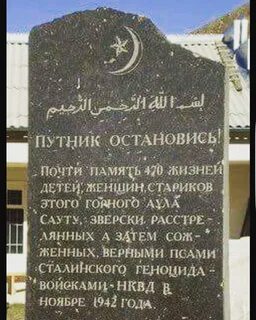 بسم الله الرحمن الرحيم
ПУТНИК ОСТАНОВИСЬ!
ПОЧТИ ПАМЯТЬ 470 ЖИЗНЕЙ
ДЕТЕЙ, ЖЕНЩИН, СТАРИКОВ
ЭТОГО ГОРНОГО АУЛА
САУТУ, ЗВЕРСКИ РАССТРЕ-
ЛЯННЫХ А ЗАТЕМ СОЖ-
ЖЕННЫХ, ВЕРНЫМИ ПСАМИ
СТАЛИНСКОГО ГЕНОЦИДА-
ВОЙСКАМИ-НКВД В
НОЯБРЕ 1942 ГОДА.